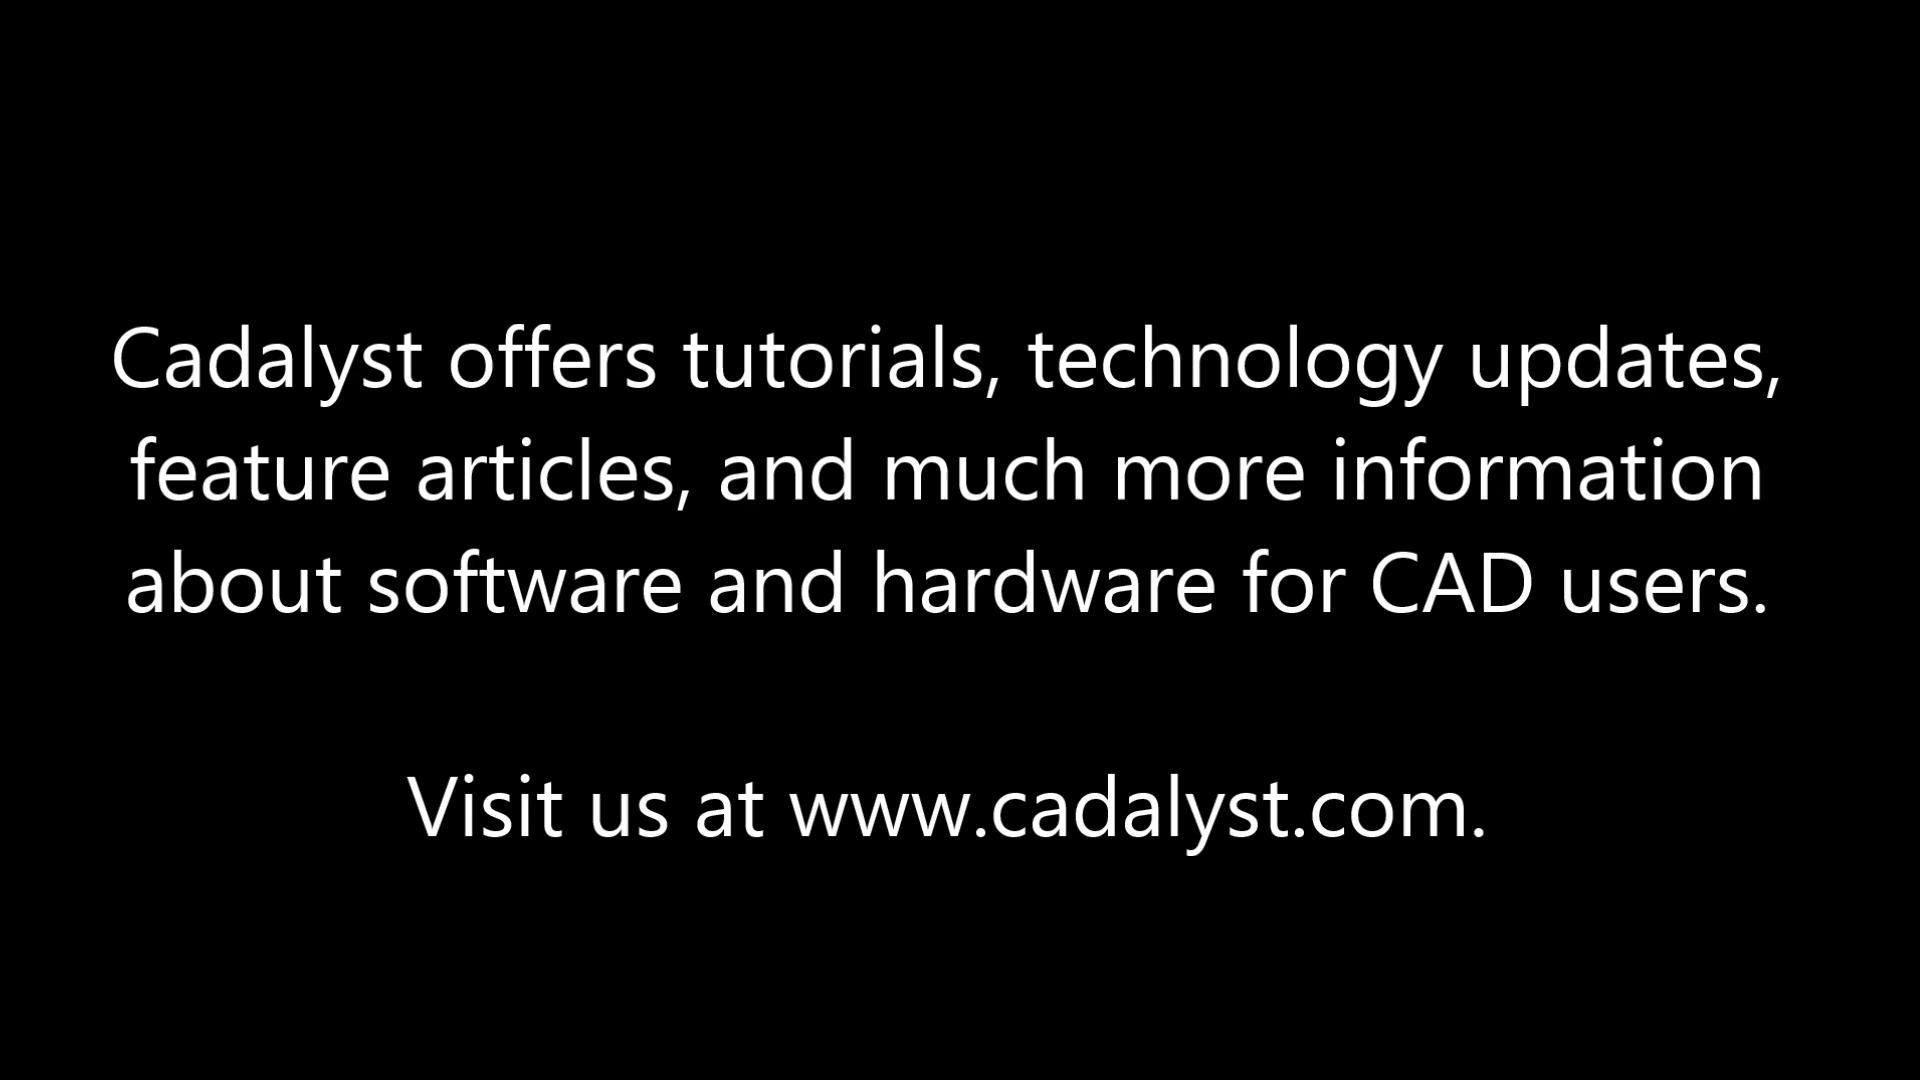 Cadalyst offers tutorials, technology updates,
feature articles, and much more information
about software and hardware for CAD users.
Visit us at www.cadalyst.com.